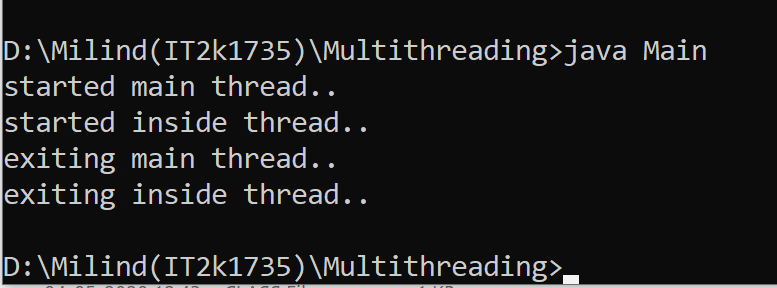 D:\Milind(IT2k1735)\Multithreading>java Main
started main thread..
started inside thread..
exiting main thread..
exiting inside thread..
D:\Milind(IT2k1735)\Multithreading>